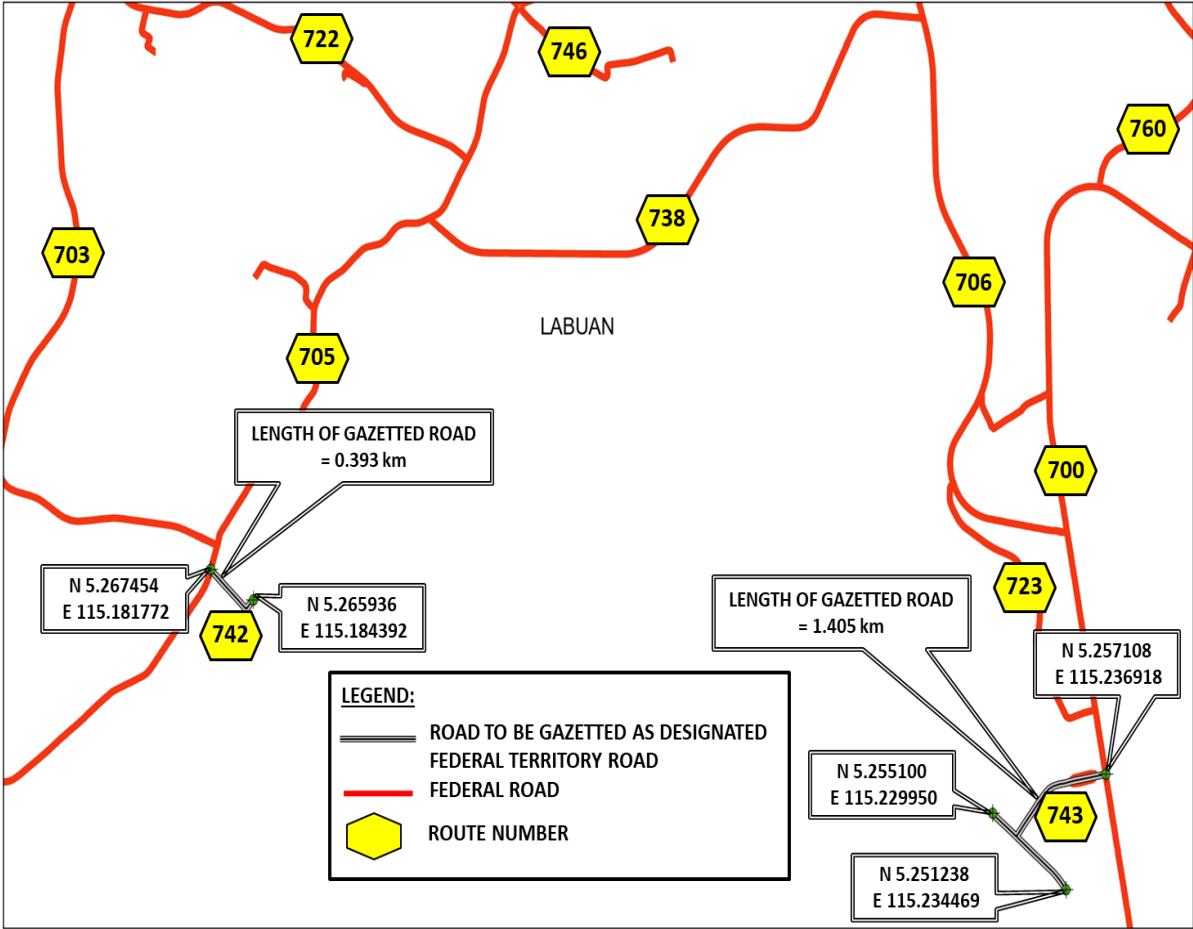 722
746
760
738
703
706
LABUAN
705
LENGTH OF GAZETTED ROAD
= 0.393 km
700
N 5.267454
E 115.181772
N 5.265936
E 115.184392
742
723
LENGTH OF GAZETTED ROAD
= 1.405 km
N 5.257108
E 115.236918
LEGEND:
ROAD TO BE GAZETTED AS DESIGNATED
FEDERAL TERRITORY ROAD
FEDERAL ROAD
ROUTE NUMBER
N 5.255100
E 115.229950
743
N 5.251238
E 115.234469